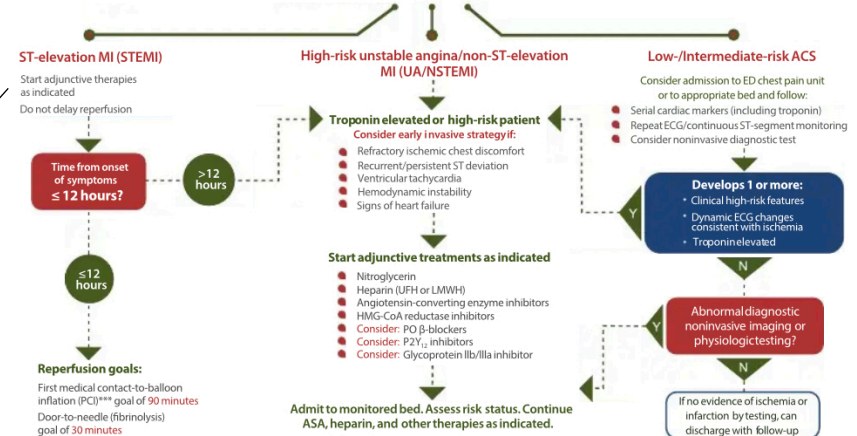 ST-elevation MI (STEMI)
Start adjunctive therapies
as indicated
Do not delay reperfusion
Time from onset
of symptoms
≤ 12 hours?
>12
hours
≤12
hours
Reperfusion goals:
First medical contact-to-balloon
inflation (PCI)*** goal of 90 minutes
Door-to-needle (fibrinolysis)
goal of 30 minutes
High-risk unstable angina/non-ST-elevation
MI (UA/NSTEMI)
Troponin elevated or high-risk patient
Consider early invasive strategy if:
Refractory ischemic chest discomfort
Recurrent/persistent ST deviation
Ventricular tachycardia
Hemodynamic instability
Signs of heart failure
Start adjunctive treatments as indicated
Nitroglycerin
Heparin (UFH or LMWH)
Angiotensin-converting enzyme inhibitors
HMG-CoA reductase inhibitors
Consider: PO β-blockers
Consider: P2Y₁₂ inhibitors
Consider: Glycoprotein IIb/IIIa inhibitor
Admit to monitored bed. Assess risk status. Continue
ASA, heparin, and other therapies as indicated.
Low-/Intermediate-risk ACS
Consider admission to ED chest pain unit
or to appropriate bed and follow:
Serial cardiac markers (including troponin)
Repeat ECG/continuous ST-segment monitoring
Consider noninvasive diagnostic test
Develops 1 or more:
* Clinical high-risk features
* Dynamic ECG changes
consistent with ischemia
* Troponin elevated
Y
N
Abnormal diagnostic
noninvasive imaging or
physiologic testing?
Y
N
If no evidence of ischemia or
infarction by testing, can
discharge with follow-up